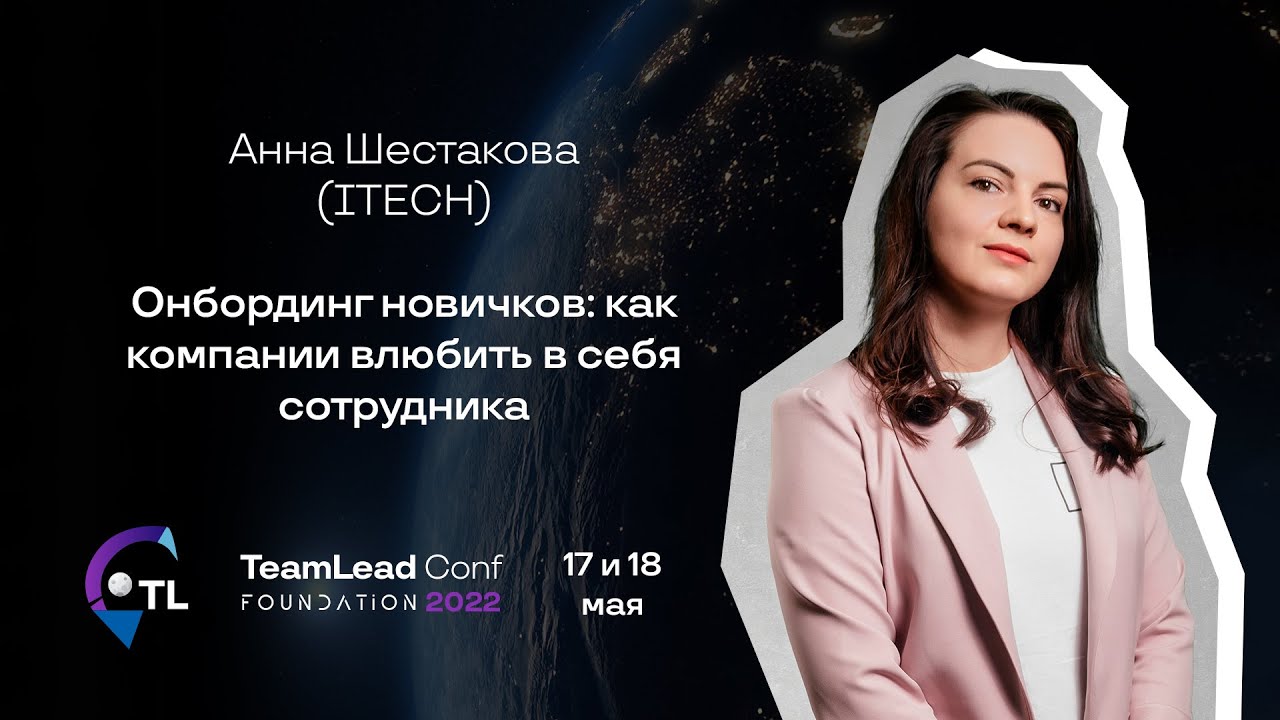 Анна Шестакова
(ITECH)
Онбординг новичков: как
компании влюбить в себя
сотрудника
TL
TeamLead Conf
FOUNDATION 2022
17 и 18
мая